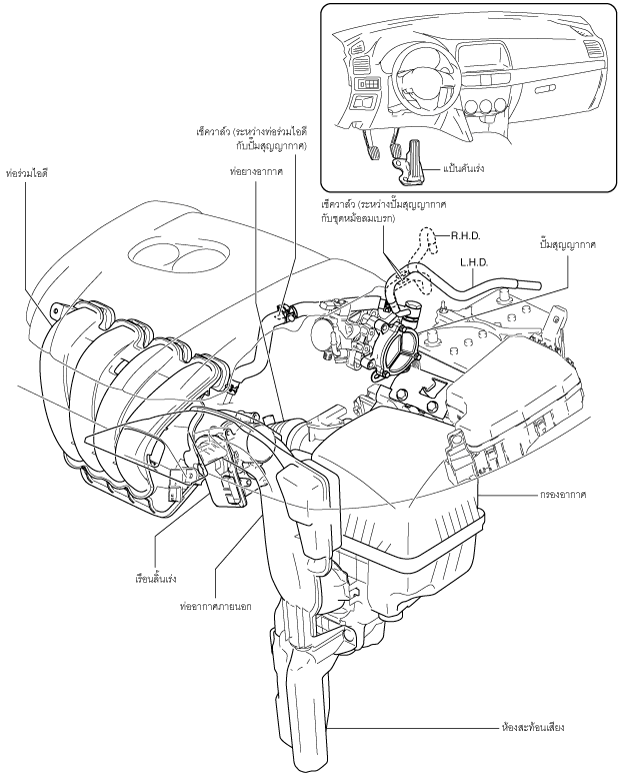 เช็ควาล์ว (ระหว่างท่อร่วมไอดี
กับปั๊มสุญญากาศ)
ท่อร่วมไอดี
ท่อยางอากาศ
แป้นคันเร่ง
เช็ควาล์ว (ระหว่างปั๊มสุญญากาศ
กับชุดหม้อลมเบรก)
R.H.D.
ปั๊มสุญญากาศ
L.H.D.
กรองอากาศ
เรือนลิ้นเร่ง
ท่ออากาศภายนอก
ห้องสะท้อนเสียง